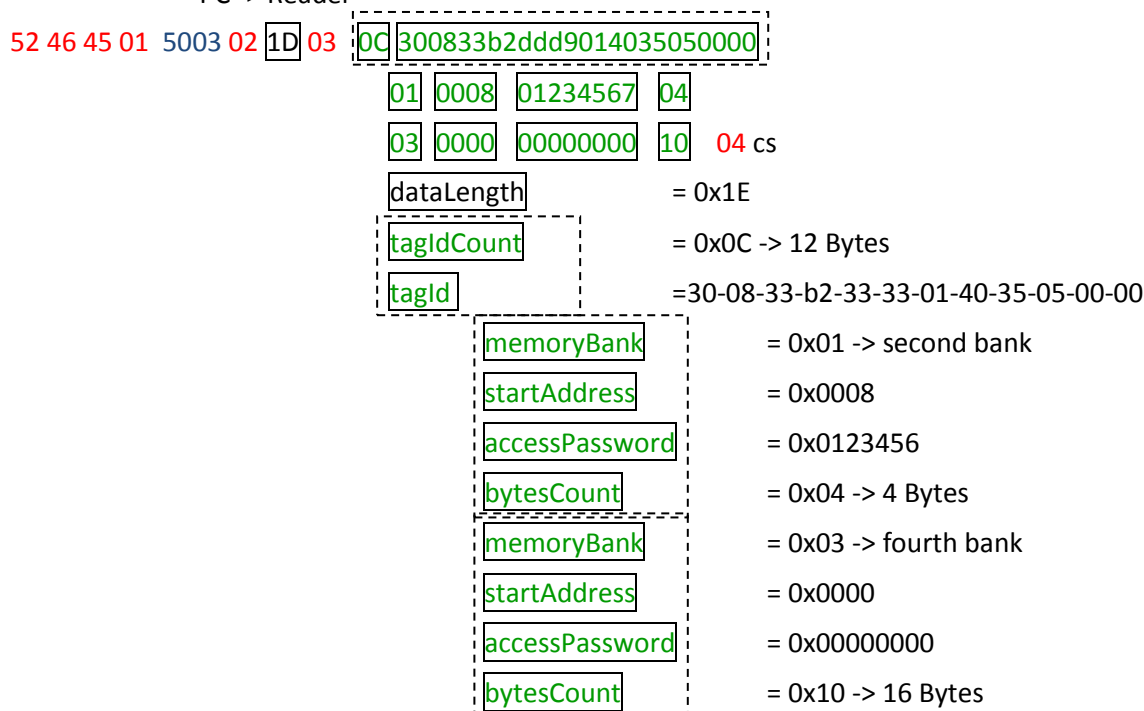 52 46 45 01 5003 02 1D 03 0C 300833b2ddd9014035050000
01 0008 01234567 04
03 0000 00000000 10 04 cs
dataLength = 0x1E
tagIdCount = 0x0C -> 12 Bytes
tagId =30-08-33-b2-33-33-01-40-35-05-00-00
memoryBank = 0x01 -> second bank
startAddress = 0x0008
accessPassword = 0x0123456
bytesCount = 0x04 -> 4 Bytes
memoryBank = 0x03 -> fourth bank
startAddress = 0x0000
accessPassword = 0x00000000
bytesCount = 0x10 -> 16 Bytes